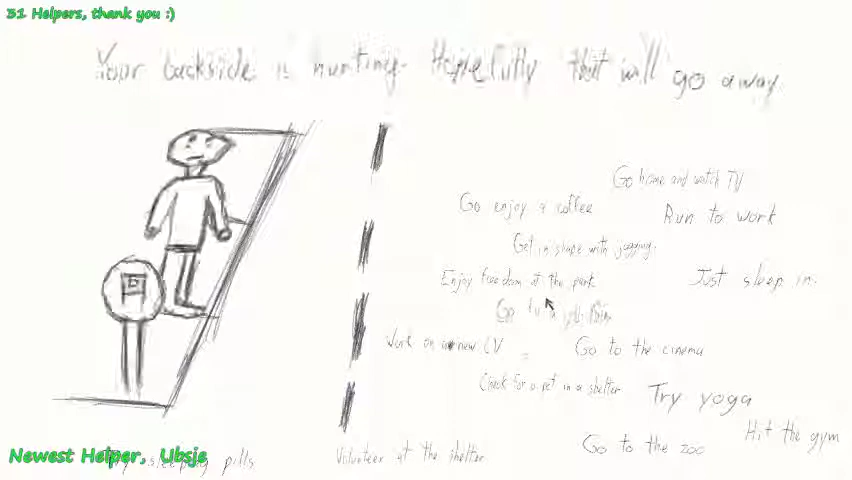 31 Helpers, thank you :)
Your backside is hurting. Hopefully that will go away.
Go home and watch TV
Go enjoy a coffee
Run to work
Get in shape with jogging.
Enjoy freedom at the park
Just sleep in.
Go
Work on new CV
Go to the cinema
Check for a pet in a shelter
Try yoga
Hit the gym
Go to the zoo
Newest Helper, Ubsje
Try sleeping pills
Volunteer at the shelter